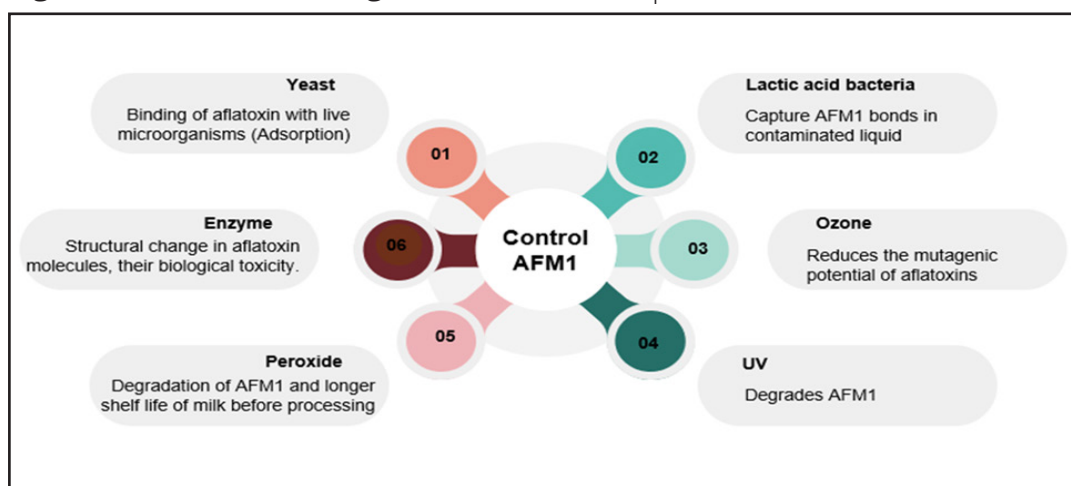 Yeast
Binding of aflatoxin with live
microorganisms (Adsorption)
01
Lactic acid bacteria
Capture AFM1 bonds in
contaminated liquid
02
Enzyme
Structural change in aflatoxin
molecules, their biological toxicity.
06
Control
AFM1
03
Ozone
Reduces the mutagenic
potential of aflatoxins
05
Peroxide
Degradation of AFM1 and longer
shelf life of milk before processing
04
UV
Degrades AFM1